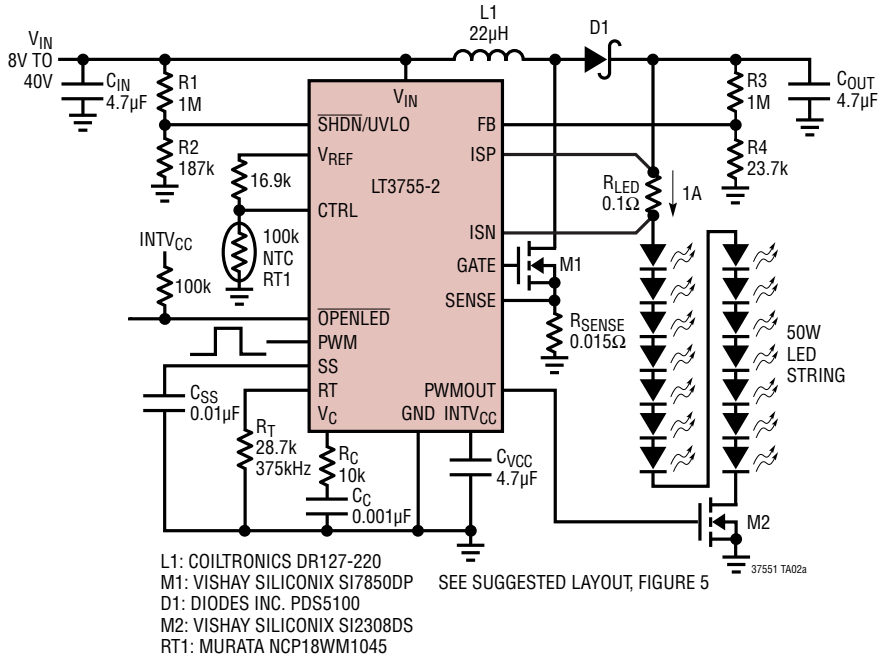 V_IN
8V TO
40V
C_IN
4.7µF
R1
1M
R2
187k
L1
22µH
D1
R3
1M
C_OUT
4.7µF
R4
23.7k
V_IN
SHDN/UVLO
V_REF
CTRL
LT3755-2
FB
ISP
ISN
GATE
SENSE
OPENLED
PWM
SS
RT
V_C
PWMOUT
GND INTV_CC
16.9k
100k
NTC
RT1
INTV_CC
100k
R_LED
0.1Ω
1A
M1
R_SENSE
0.015Ω
50W
LED
STRING
C_SS
0.01µF
R_T
28.7k
375kHz
R_C
10k
C_C
0.001µF
C_VCC
4.7µF
M2
37551 TA02a
L1: COILTRONICS DR127-220
M1: VISHAY SILICONIX SI7850DP
SEE SUGGESTED LAYOUT, FIGURE 5
D1: DIODES INC. PDS5100
M2: VISHAY SILICONIX SI2308DS
RT1: MURATA NCP18WM1045